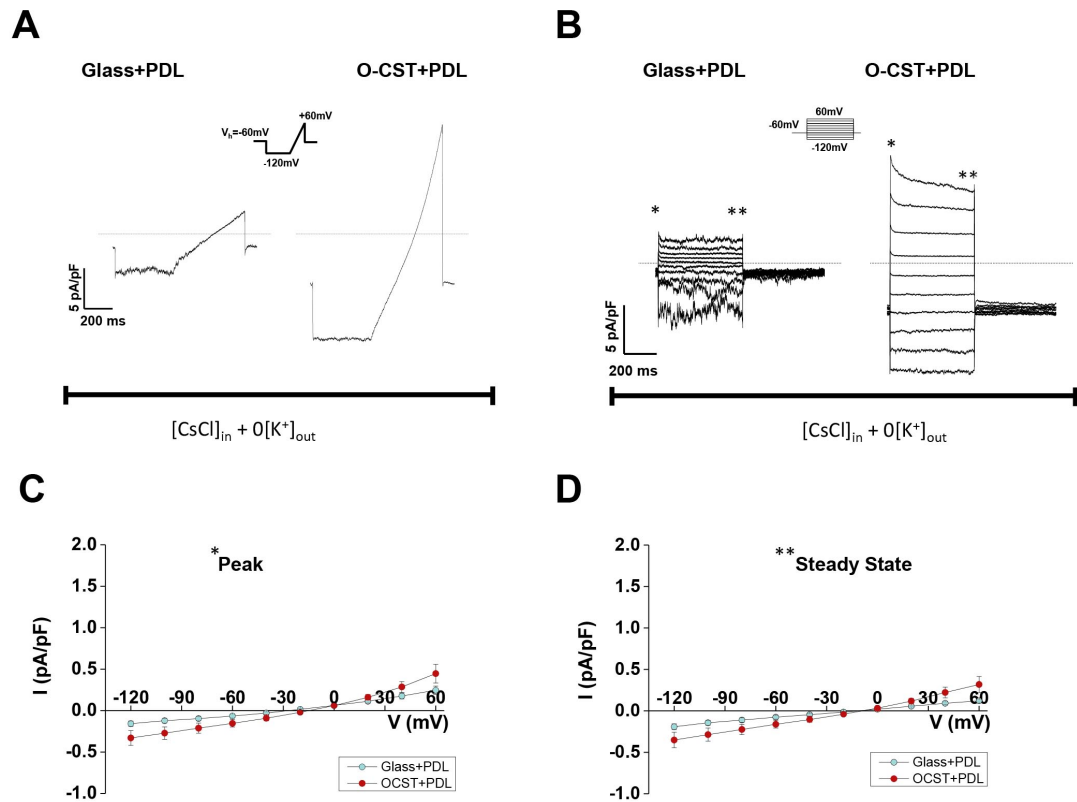 A
Glass+PDL
O-CST+PDL
+60mV
Vh=-60mV
-120mV
5 pA/pF
200 ms
[CsCl]in + 0[K+]out
B
Glass+PDL
O-CST+PDL
60mV
-60mV
-120mV
*
**
*
**
5 pA/pF
200 ms
[CsCl]in + 0[K+]out
C
*Peak
I (pA/pF)
2.0
1.5
1.0
0.5
0.0
-0.5
-1.0
-120 -90 -60 -30 0 30 60
V (mV)
Glass+PDL
OCST+PDL
D
**Steady State
I (pA/pF)
2.0
1.5
1.0
0.5
0.0
-0.5
-1.0
-120 -90 -60 -30 0 30 60
V (mV)
Glass+PDL
OCST+PDL